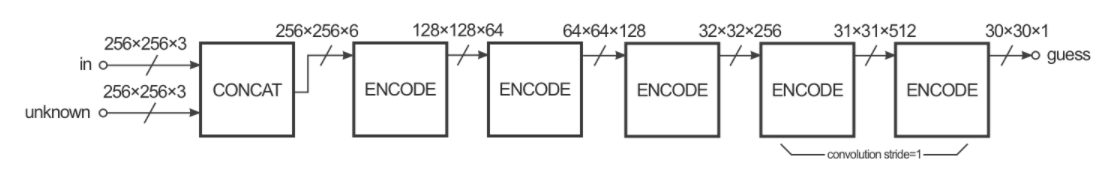 256×256×3
in
256×256×3
unknown
CONCAT
256×256×6
ENCODE
128×128×64
ENCODE
64×64×128
ENCODE
32×32×256
ENCODE
31×31×512
ENCODE
30×30×1
guess
convolution stride=1